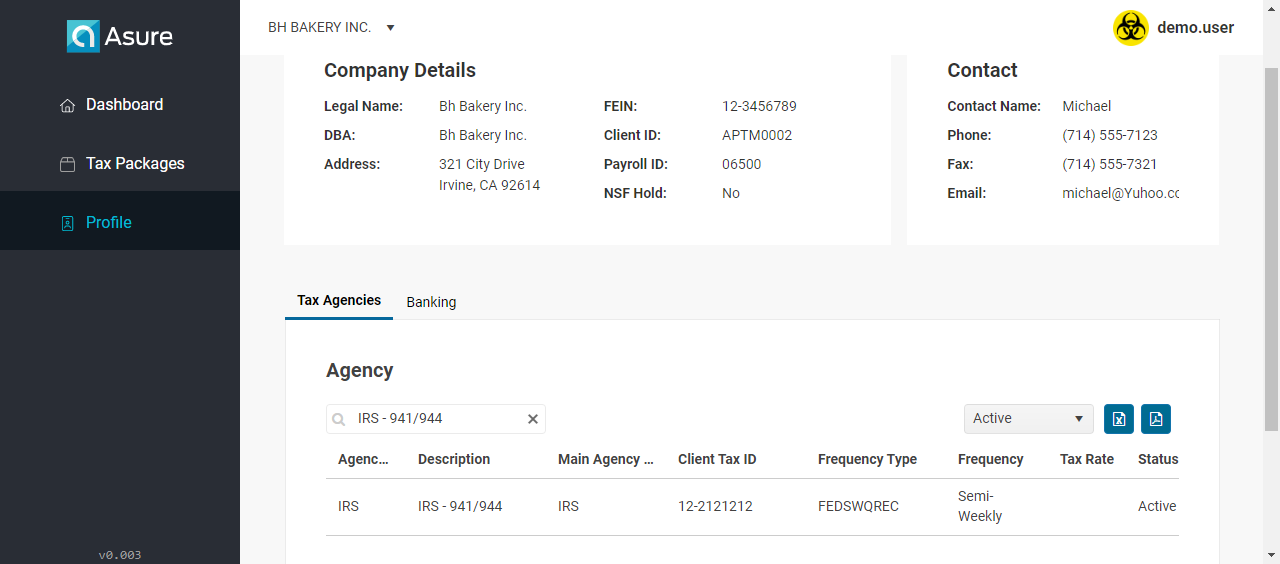 Asure
BH BAKERY INC.
demo.user
Dashboard
Tax Packages
Profile
v0.003
Company Details
Legal Name: Bh Bakery Inc. FEIN: 12-3456789
DBA: Bh Bakery Inc. Client ID: APTM0002
Address: 321 City Drive Payroll ID: 06500
Irvine, CA 92614
NSF Hold: No
Contact
Contact Name: Michael
Phone: (714) 555-7123
Fax: (714) 555-7321
Email: michael@Yuhoo.cc
Tax Agencies Banking
Agency
IRS - 941/944
Active
Agenc... Description Main Agency ... Client Tax ID Frequency Type Frequency Tax Rate Status
IRS IRS - 941/944 IRS 12-2121212 FEDSWQREC Semi-
Weekly Active